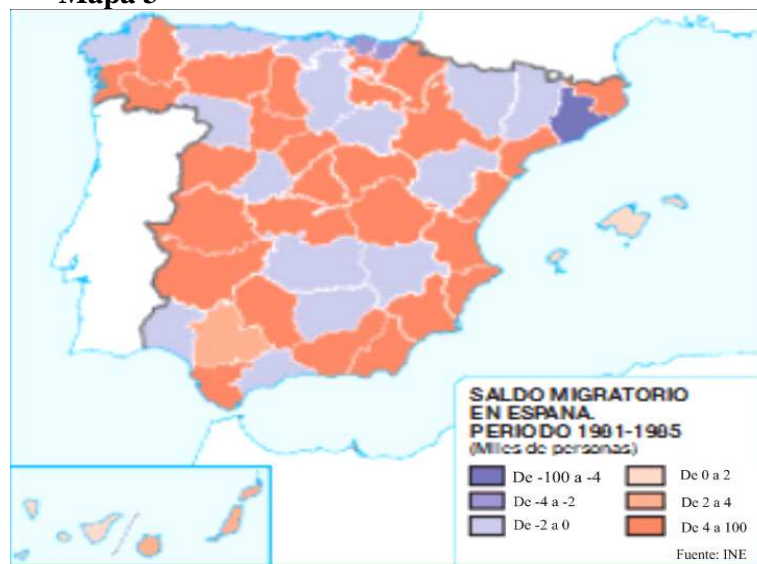 Mapa 3
SALDO MIGRATORIO
EN ESPANA.
PERIODO 1981-1985
(Miles de personas)
De -100 a -4
De -4 a -2
De -2 a 0
De 0 a 2
De 2 a 4
De 4 a 100
Fuente: INE